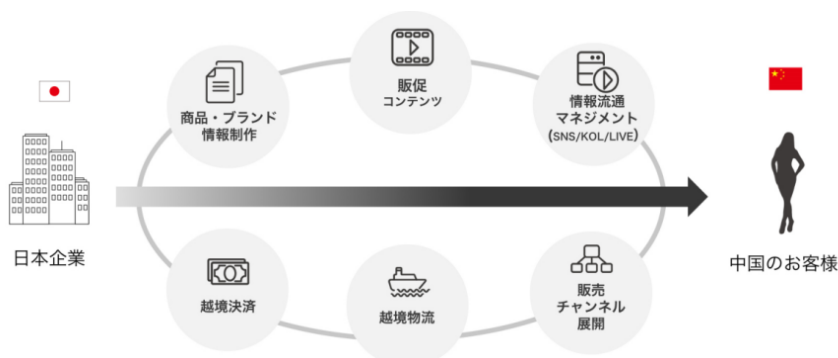 商品・ブランド
情報制作
販促
コンテンツ
情報流通
マネジメント
(SNS/KOL/LIVE)
日本企業
中国のお客様
越境決済
越境物流
販売
チャンネル
展開